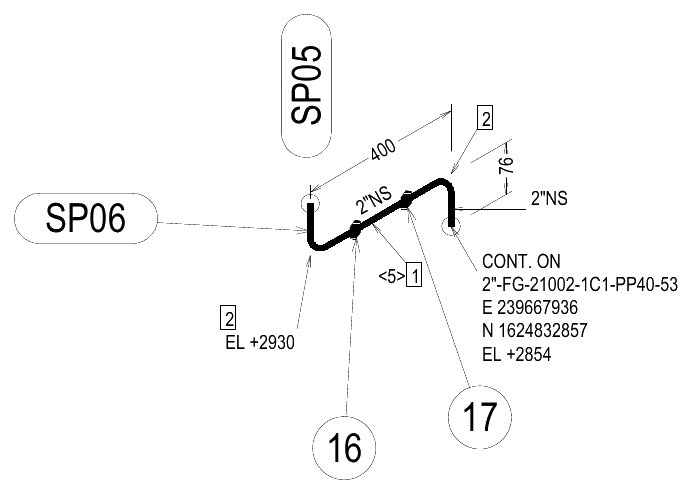 SP05
400
2
76
2"NS
2"NS
SP06
<5> 1
CONT. ON
2"-FG-21002-1C1-PP40-53
E 239667936
N 1624832857
EL +2854
2
EL +2930
16
17